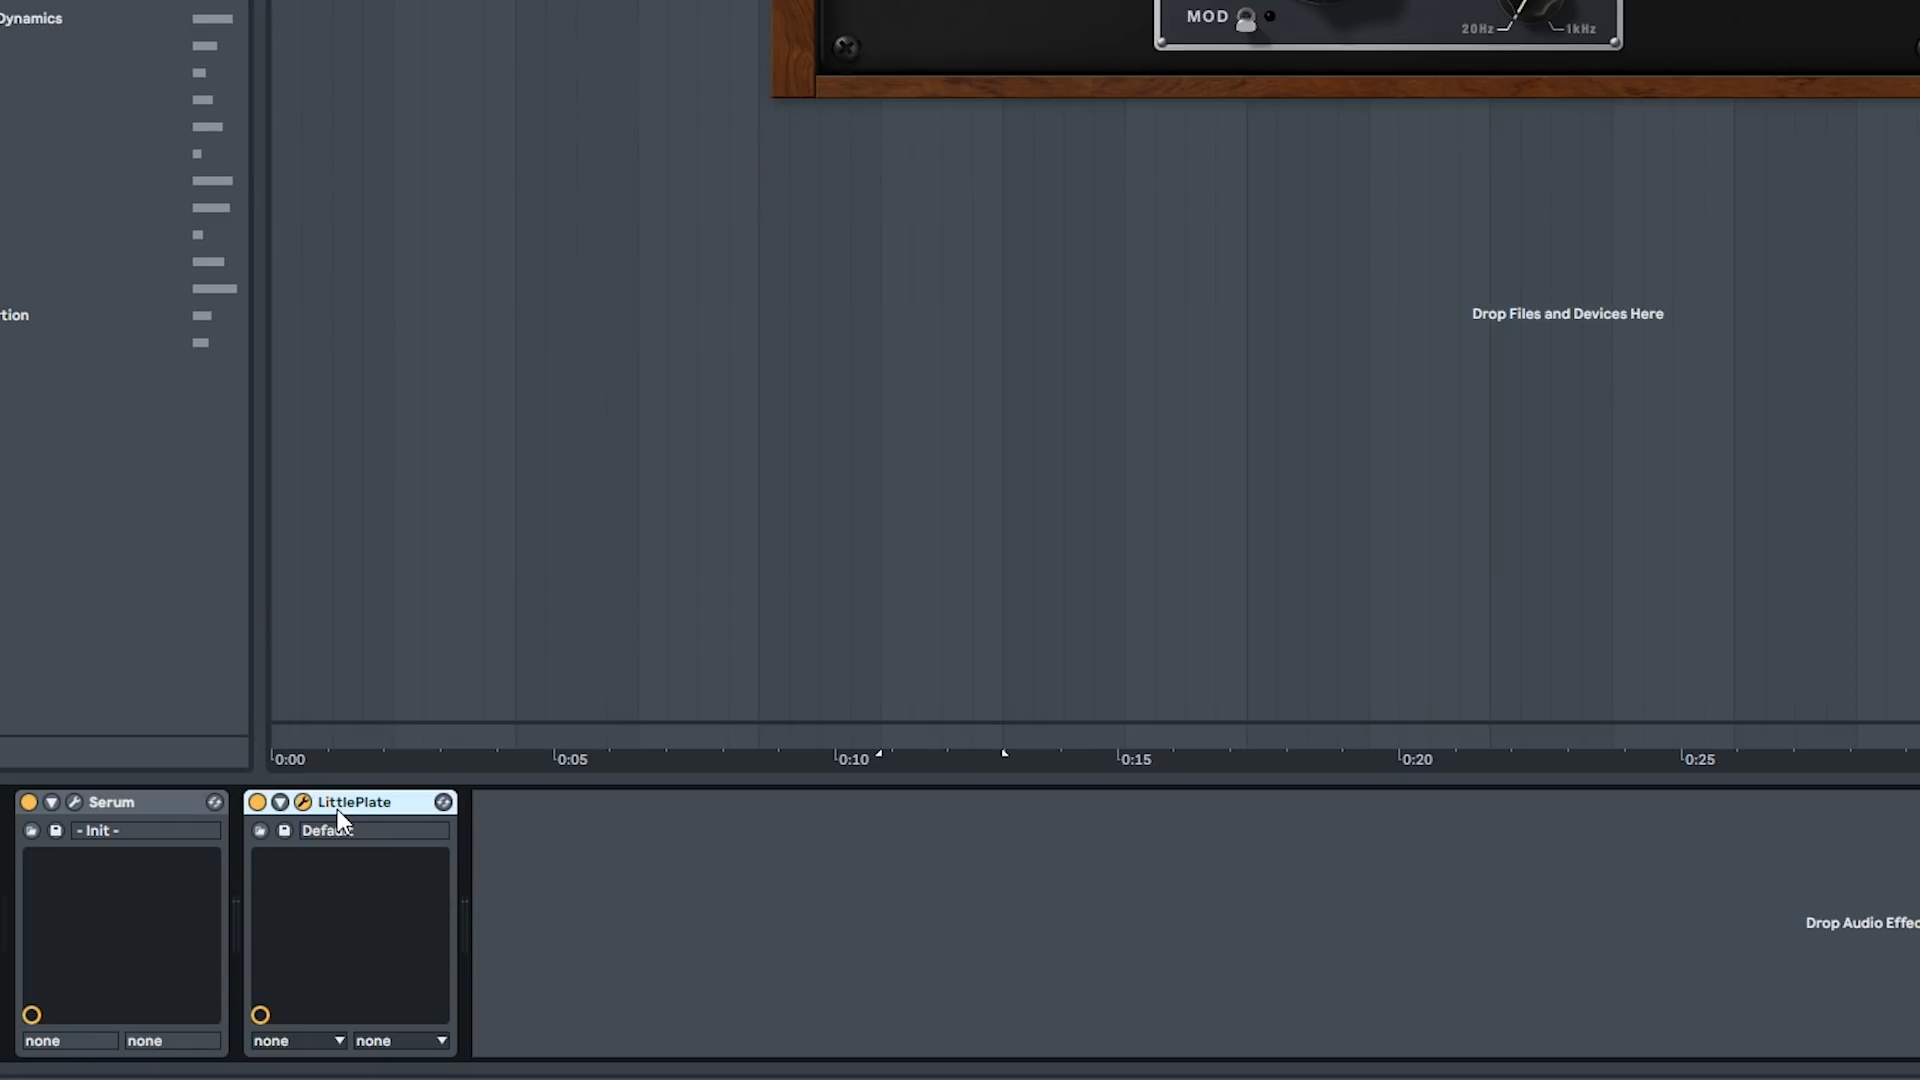 Dynamics
MOD
20Hz
1kHz
tion
Drop Files and Devices Here
0:00
0:05
0:10
0:15
0:20
0:25
Serum
LittlePlate
- Init -
Default
Drop Audio Effec
none
none
none
none